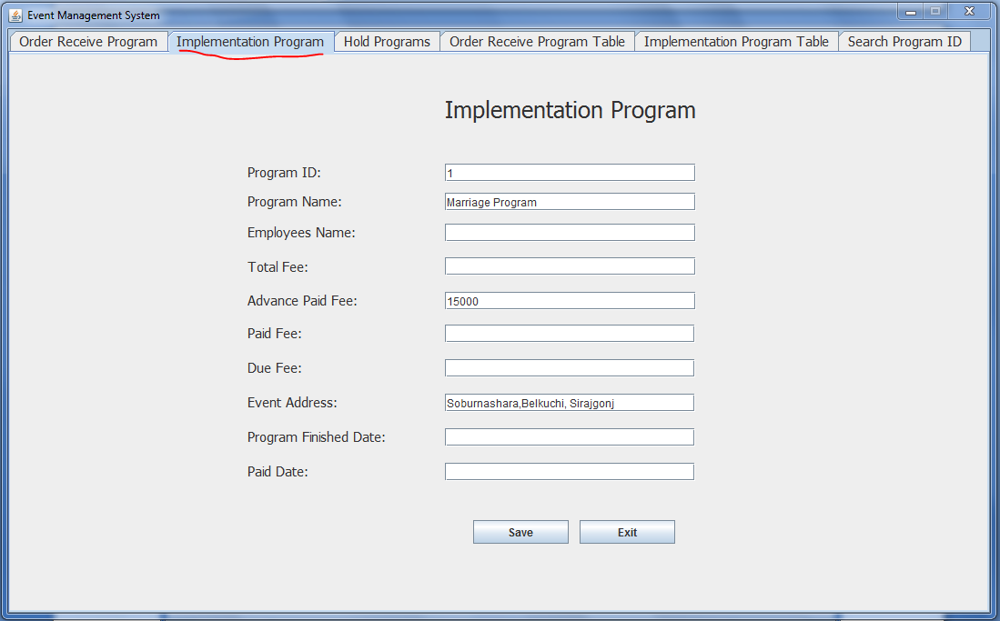 Event Management System
Order Receive Program Implementation Program Hold Programs Order Receive Program Table Implementation Program Table Search Program ID
Implementation Program
Program ID: 1
Program Name: Marriage Program
Employees Name:
Total Fee:
Advance Paid Fee: 15000
Paid Fee:
Due Fee:
Event Address: Soburnashara,Belkuchi, Sirajgonj
Program Finished Date:
Paid Date:
Save Exit